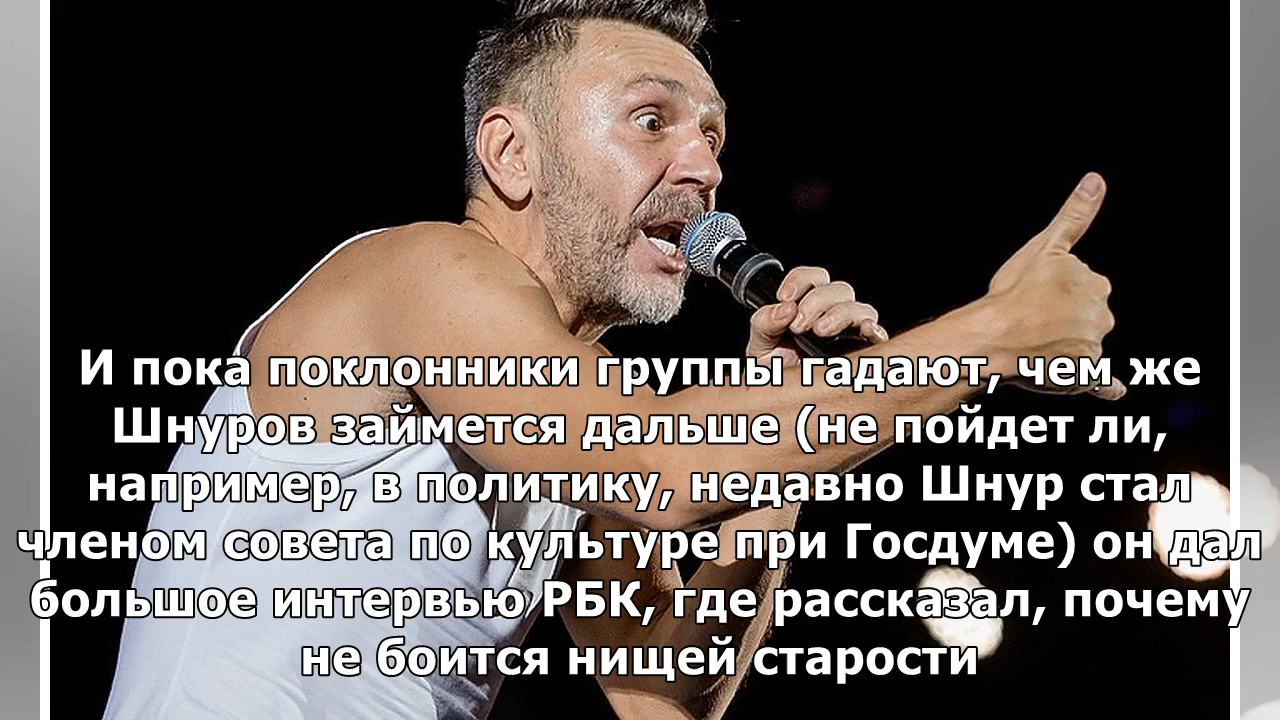 И пока поклонники группы гадают, чем же
Шнуров займется дальше (не пойдет ли,
например, в политику, недавно Шнур стал
членом совета по культуре при Госдуме) он дал
большое интервью РБК, где рассказал, почему
не боится нищей старости